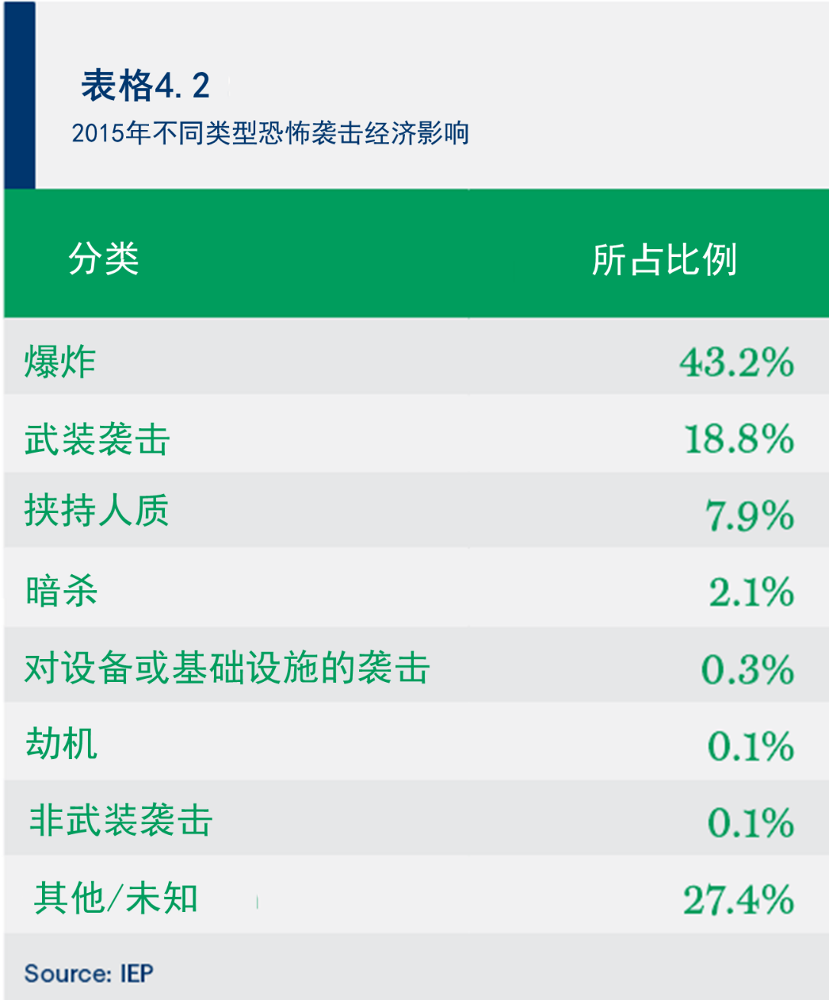 表格4.2
2015年不同类型恐怖袭击经济影响
分类 所占比例
爆炸 43.2%
武装袭击 18.8%
挟持人质 7.9%
暗杀 2.1%
对设备或基础设施的袭击 0.3%
劫机 0.1%
非武装袭击 0.1%
其他/未知 27.4%
Source: IEP